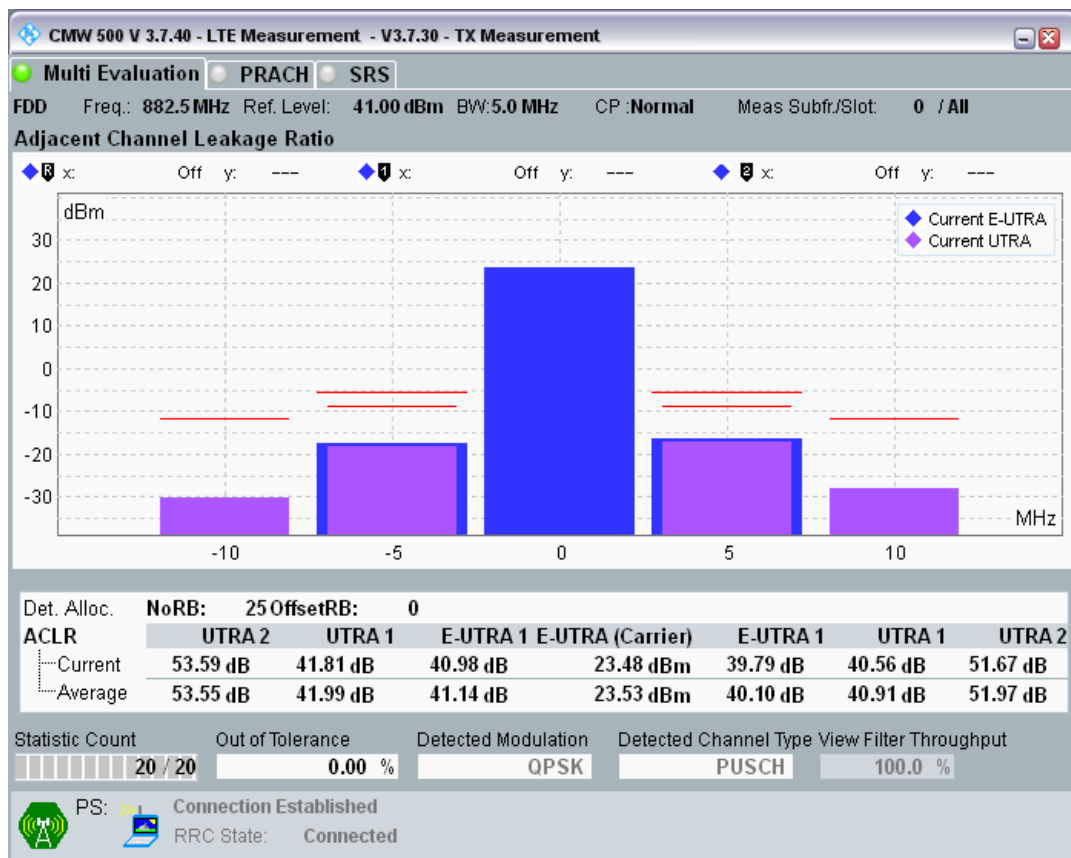 CMW 500 V 3.7.40 - LTE Measurement - V3.7.30 - TX Measurement
Multi Evaluation PRACH SRS
FDD Freq.: 882.5 MHz Ref. Level: 41.00 dBm BW:5.0 MHz CP :Normal Meas Subfr./Slot: 0 / All
Adjacent Channel Leakage Ratio
R x: Off y: --- 1 x: Off y: --- 2 x: Off y: ---
dBm
Current E-UTRA
Current UTRA
30
20
10
0
-10
-20
-30
MHz
-10 -5 0 5 10
Det. Alloc. NoRB: 25 OffsetRB: 0
ACLR UTRA 2 UTRA 1 E-UTRA 1 E-UTRA (Carrier) E-UTRA 1 UTRA 1 UTRA 2
Current 53.59 dB 41.81 dB 40.98 dB 23.48 dBm 39.79 dB 40.56 dB 51.67 dB
Average 53.55 dB 41.99 dB 41.14 dB 23.53 dBm 40.10 dB 40.91 dB 51.97 dB
Statistic Count Out of Tolerance Detected Modulation Detected Channel Type View Filter Throughput
20 / 20 0.00 % QPSK PUSCH 100.0 %
PS: Connection Established
RRC State: Connected